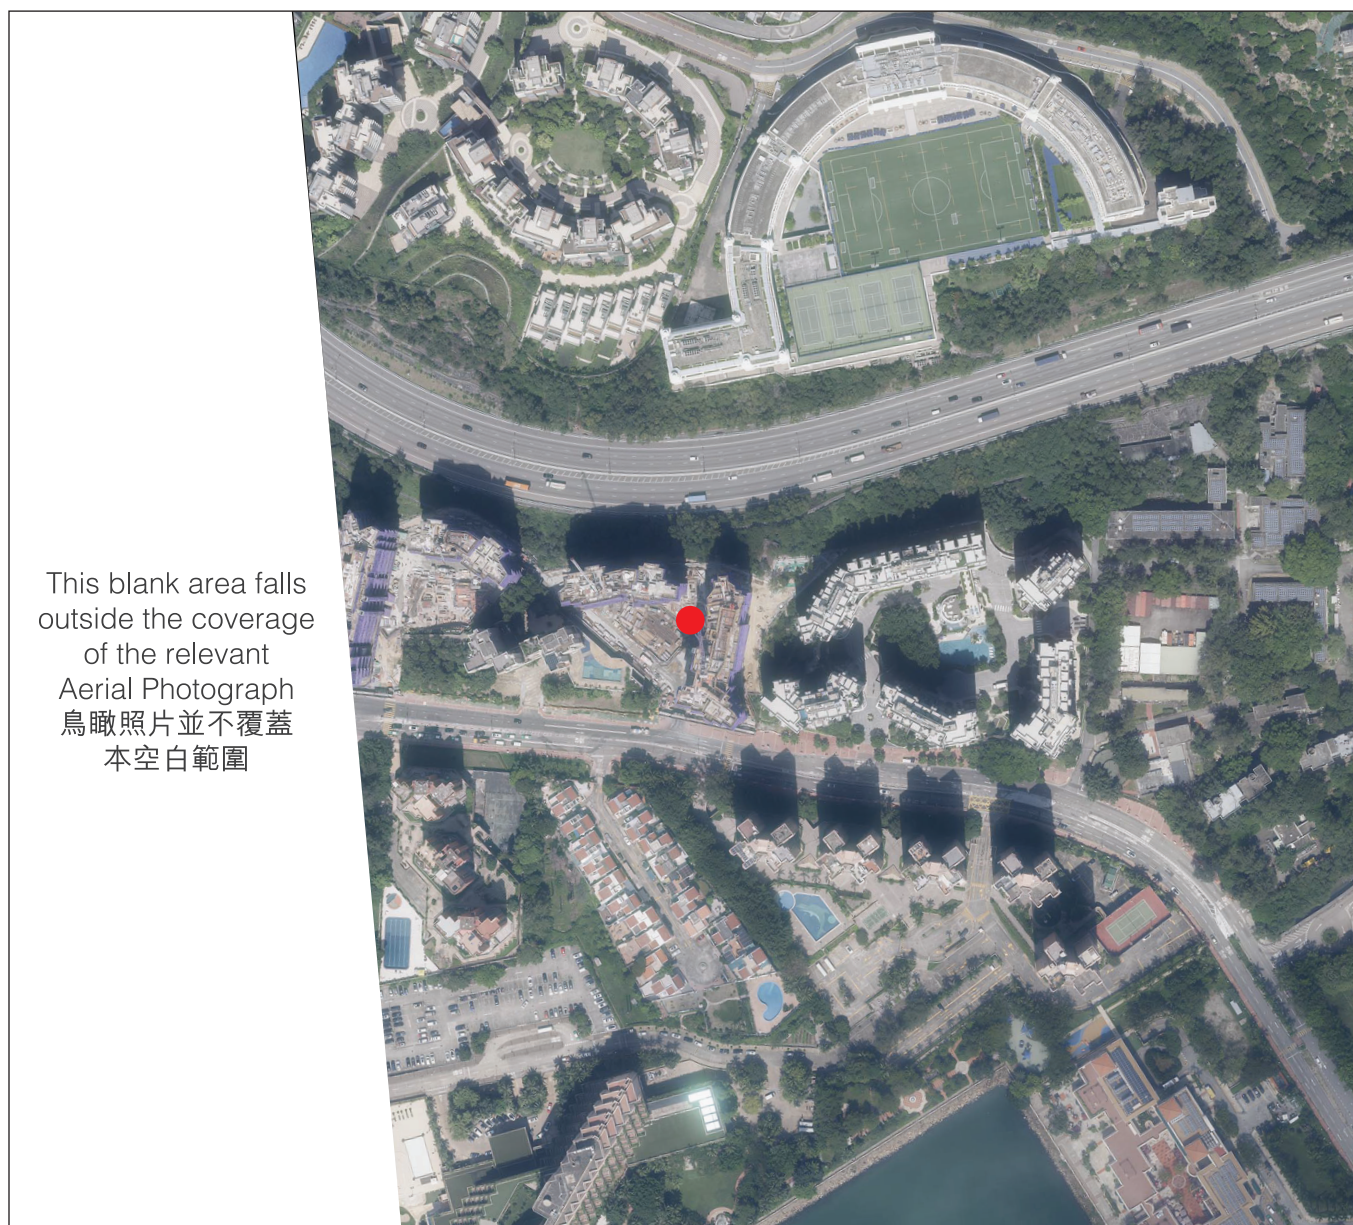 This blank area falls
outside the coverage
of the relevant
Aerial Photograph
鳥瞰照片並不覆蓋
本空白範圍